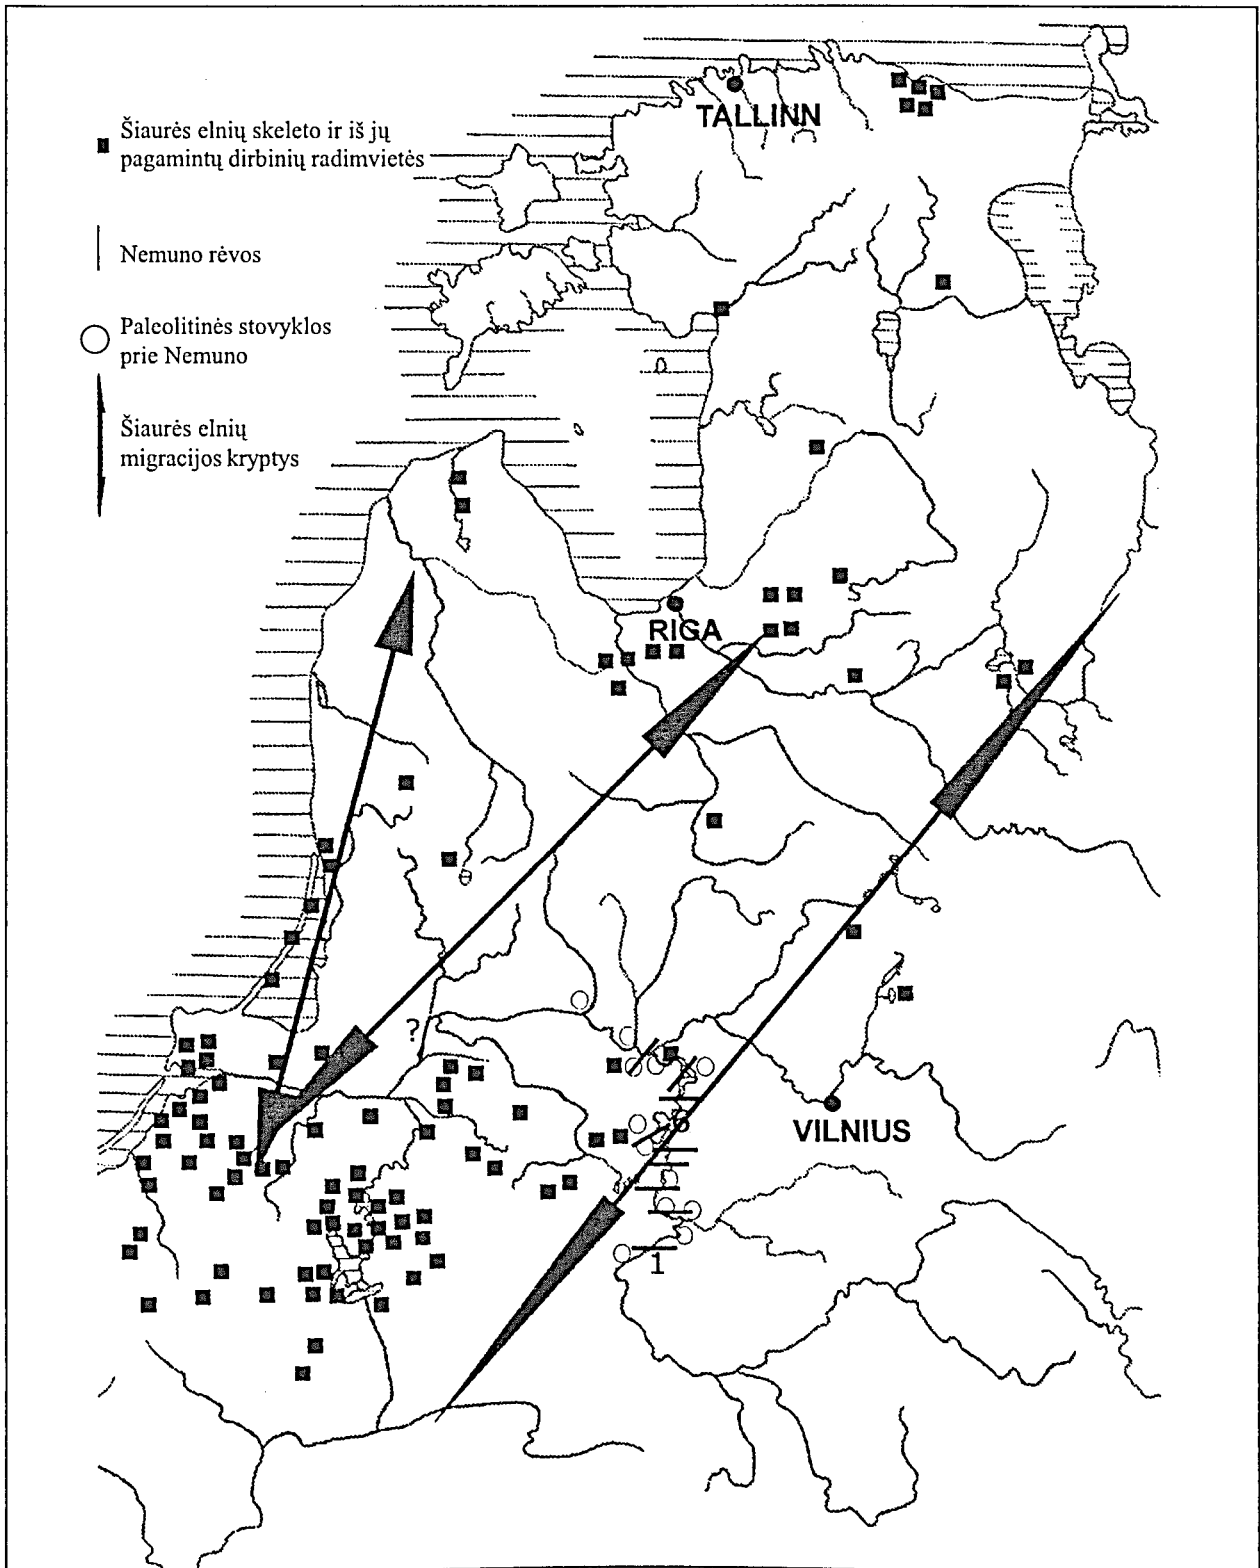 Šiaurės elnių skeleto ir iš jų
pagamintų dirbinių radimvietės
Nemuno rėvos
Paleolitinės stovyklos
prie Nemuno
Šiaurės elnių
migracijos kryptys
TALLINN
RIGA
?
VILNIUS
1